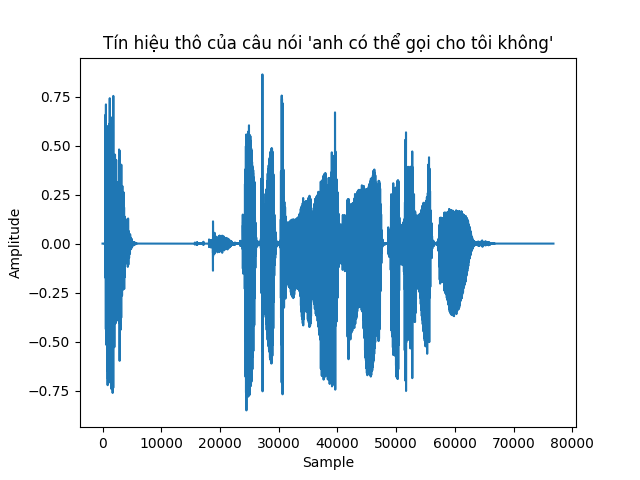 Tín hiệu thô của câu nói 'anh có thể gọi cho tôi không'
0.75
0.50
0.25
0.00
−0.25
−0.50
−0.75
Amplitude
0 10000 20000 30000 40000 50000 60000 70000 80000
Sample